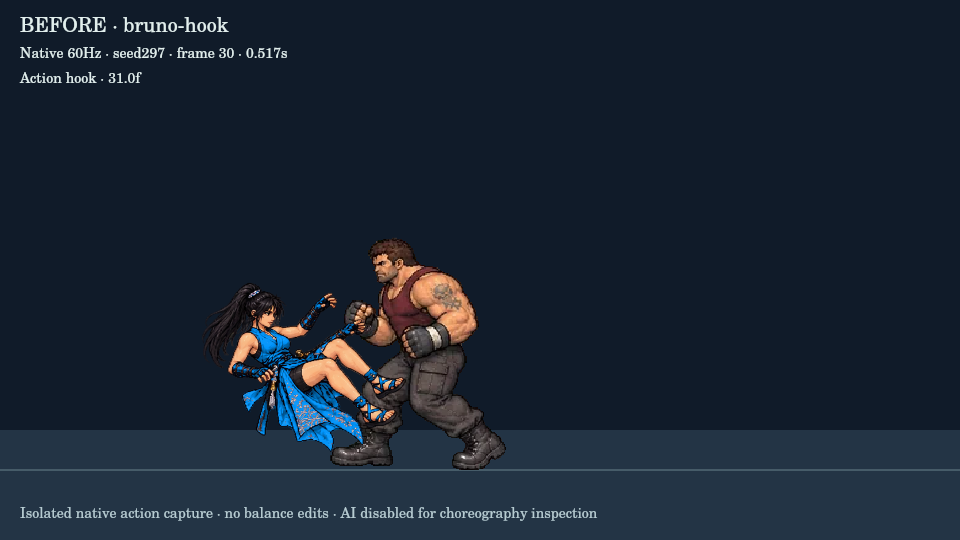 BEFORE · bruno-hook
Native 60Hz · seed297 · frame 30 · 0.517s
Action hook · 31.0f
Isolated native action capture · no balance edits · AI disabled for choreography inspection